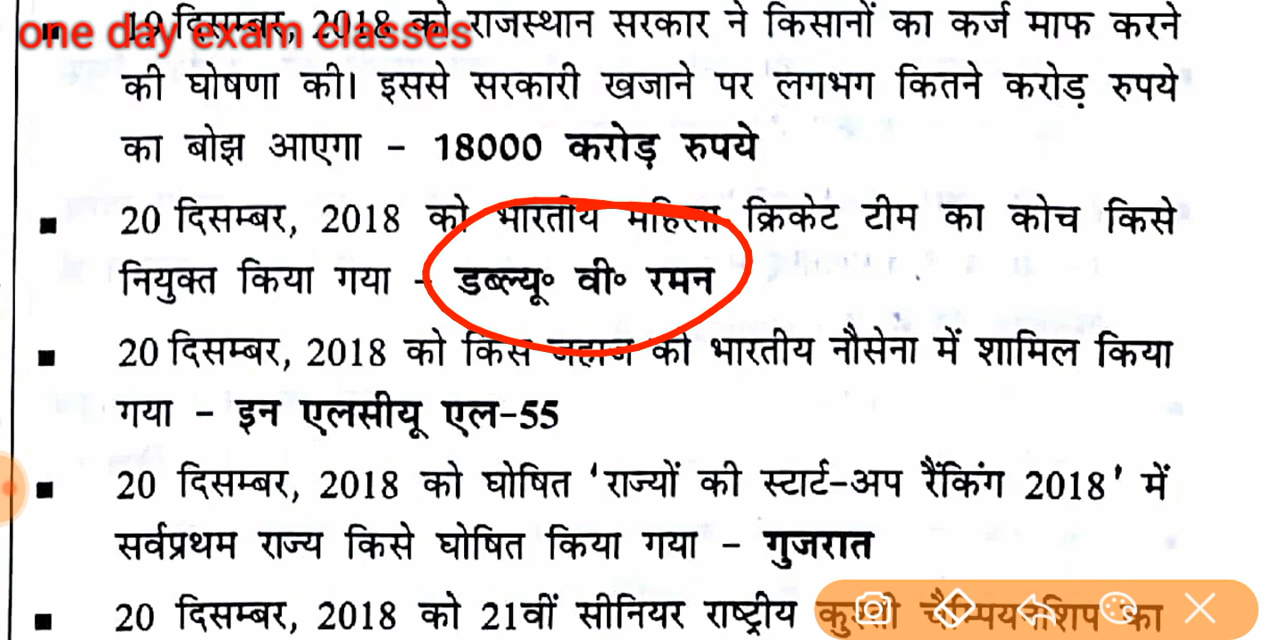 one day exam classes
19 दिसम्बर, 2018 को राजस्थान सरकार ने किसानों का कर्ज माफ करने
की घोषणा की। इससे सरकारी खजाने पर लगभग कितने करोड़ रुपये
का बोझ आएगा - 18000 करोड़ रुपये
20 दिसम्बर, 2018 को भारतीय महिला क्रिकेट टीम का कोच किसे
नियुक्त किया गया - डब्ल्यू॰ वी॰ रमन
20 दिसम्बर, 2018 को किस जहाज को भारतीय नौसेना में शामिल किया
गया - इन एलसीयू एल-55
20 दिसम्बर, 2018 को घोषित ‘राज्यों की स्टार्ट-अप रैंकिंग 2018’ में
सर्वप्रथम राज्य किसे घोषित किया गया - गुजरात
20 दिसम्बर, 2018 को 21वीं सीनियर राष्ट्रीय कुश्ती चैम्पियनशिप का